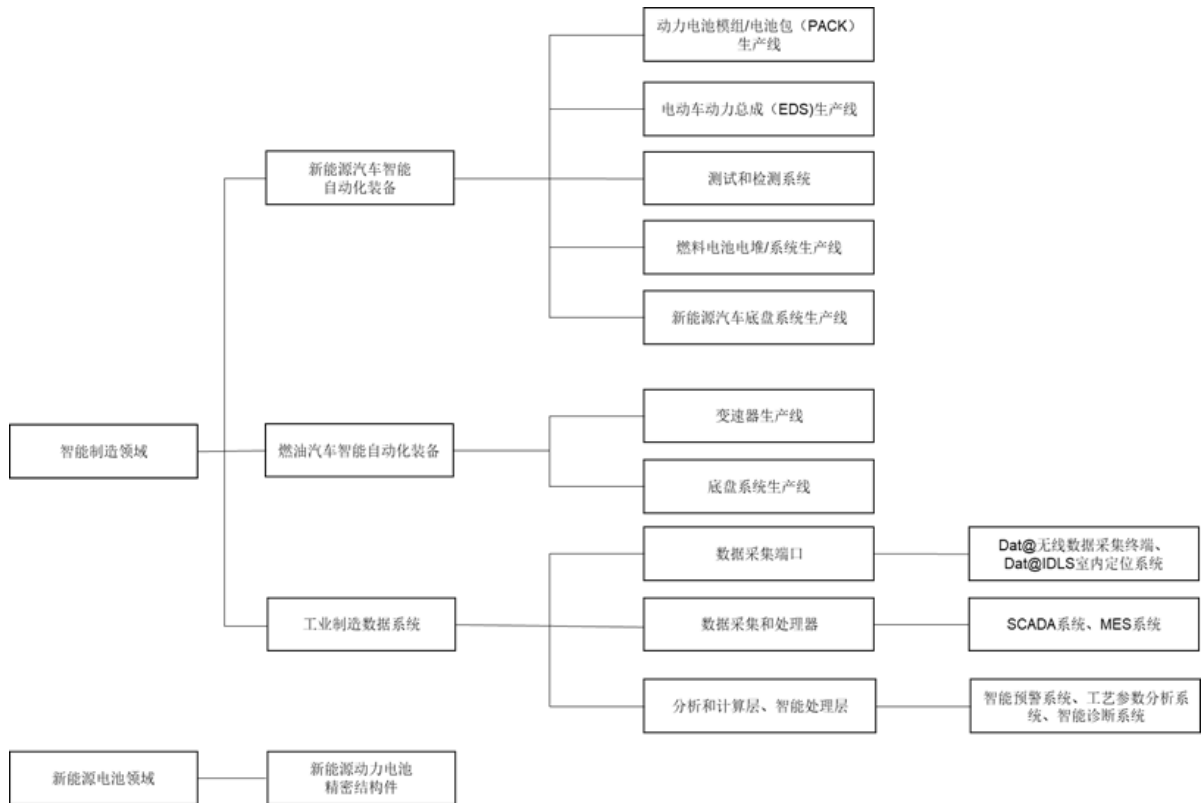 动力电池模组/电池包（PACK）
生产线
电动车动力总成（EDS)生产线
新能源汽车智能
自动化装备
测试和检测系统
燃料电池电堆/系统生产线
新能源汽车底盘系统生产线
变速器生产线
智能制造领域
燃油汽车智能自动化装备
底盘系统生产线
数据采集端口
Dat@无线数据采集终端、
Dat@IDLS室内定位系统
工业制造数据系统
数据采集和处理器
SCADA系统、MES系统
分析和计算层、智能处理层
智能预警系统、工艺参数分析系
统、智能诊断系统
新能源电池领域
新能源动力电池
精密结构件